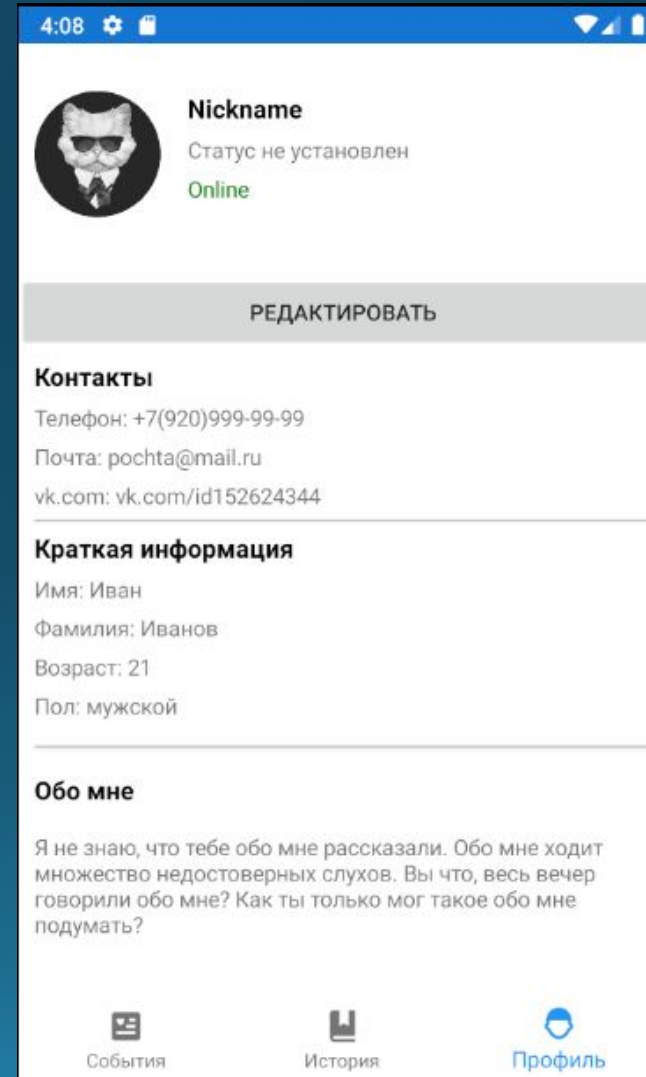 4:08
Nickname
Статус не установлен
Online
РЕДАКТИРОВАТЬ
Контакты
Телефон: +7(920)999-99-99
Почта: pochta@mail.ru
vk.com: vk.com/id152624344
Краткая информация
Имя: Иван
Фамилия: Иванов
Возраст: 21
Пол: мужской
Обо мне
Я не знаю, что тебе обо мне рассказали. Обо мне ходит
множество недостоверных слухов. Вы что, весь вечер
говорили обо мне? Как ты только мог такое обо мне
подумать?
События
История
Профиль